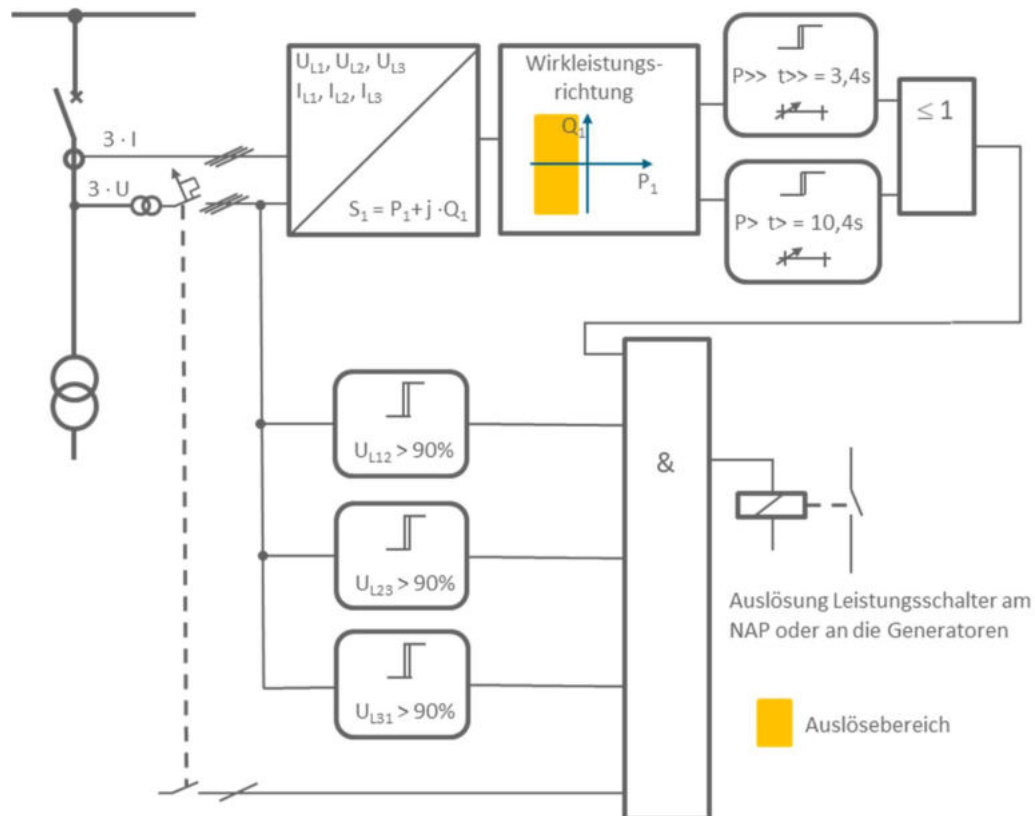 U_L1, U_L2, U_L3
I_L1, I_L2, I_L3
S_1 = P_1+ j ·Q_1
Wirkleistungs-
richtung
Q_1
P_1
P>> t>> = 3,4s
P> t> = 10,4s
≤ 1
3 · I
3 · U
U_L12 > 90%
U_L23 > 90%
U_L31 > 90%
&
Auslösung Leistungsschalter am
NAP oder an die Generatoren
Auslösebereich